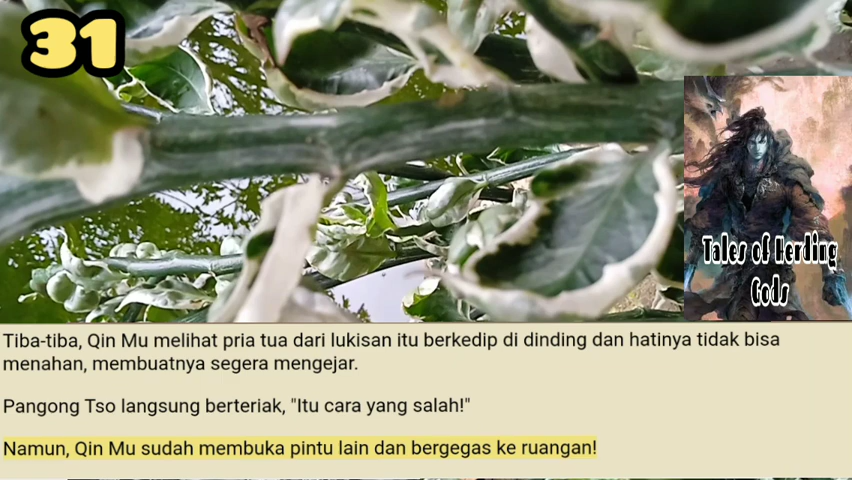 31
Tales of Herding
Gods
Tiba-tiba, Qin Mu melihat pria tua dari lukisan itu berkedip di dinding dan hatinya tidak bisa
menahan, membuatnya segera mengejar.
Pangong Tso langsung berteriak, "Itu cara yang salah!"
Namun, Qin Mu sudah membuka pintu lain dan bergegas ke ruangan!